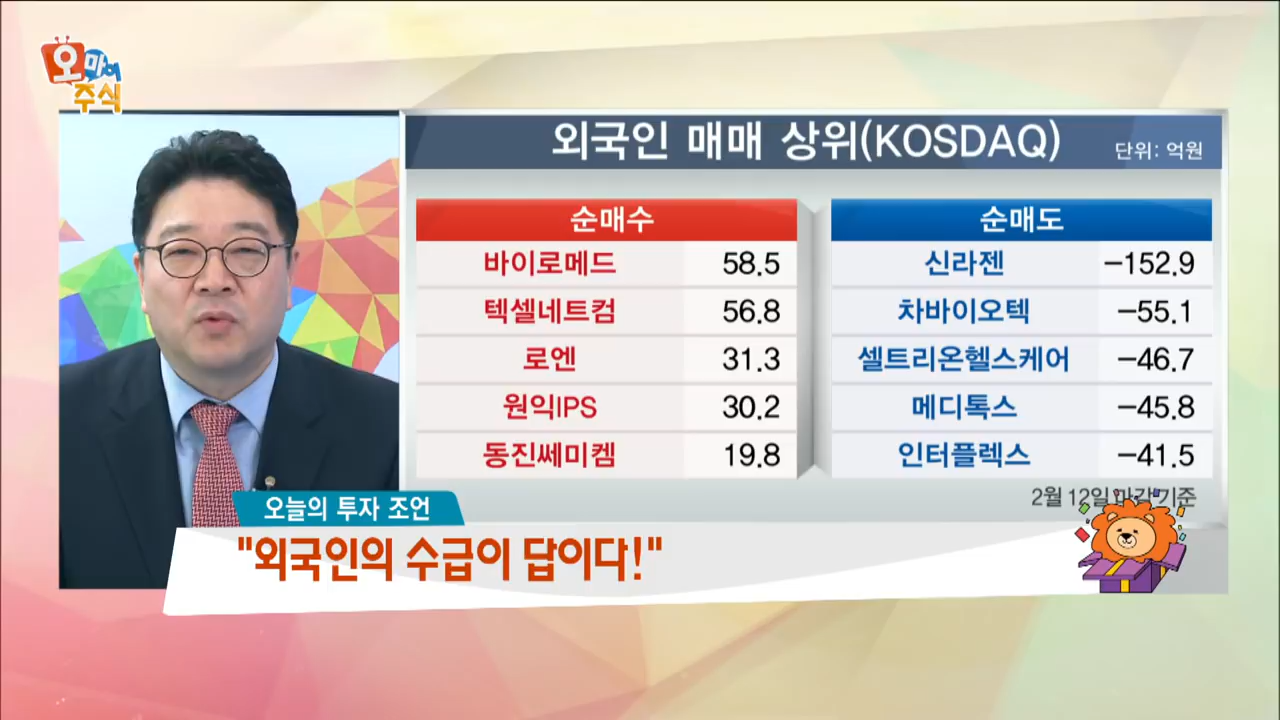 오마이
주식
외국인 매매 상위(KOSDAQ)
단위: 억원
순매수
바이로메드 58.5
텍셀네트컴 56.8
로엔 31.3
원익IPS 30.2
동진쎄미켐 19.8
순매도
신라젠 -152.9
차바이오텍 -55.1
셀트리온헬스케어 -46.7
메디톡스 -45.8
인터플렉스 -41.5
2월 12일 마감 기준
오늘의 투자 조언
"외국인의 수급이 답이다!"